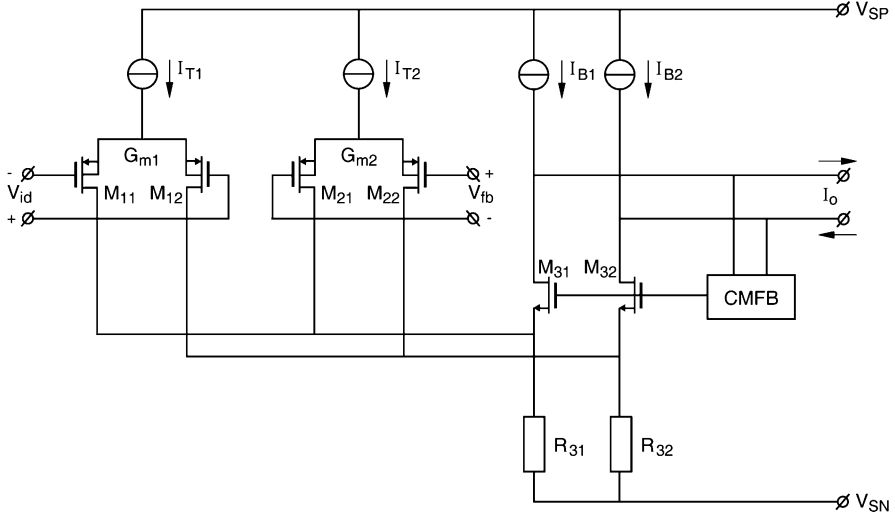 V_SP
I_T1
I_T2
I_B1
I_B2
G_m1
G_m2
-
V_id
+
M_11
M_12
M_21
M_22
+
V_fb
-
I_o
M_31
M_32
CMFB
R_31
R_32
V_SN